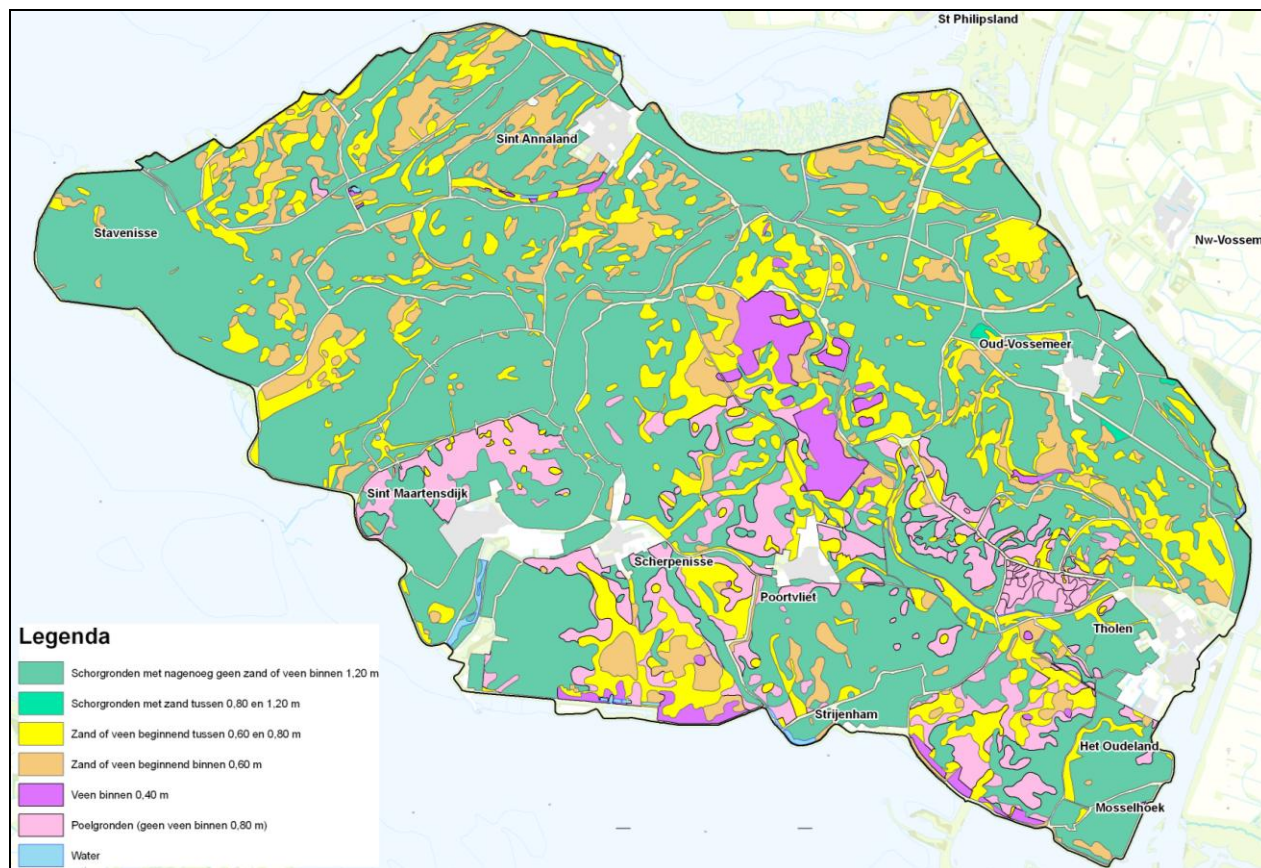 St Philipsland
Sint Annaland
Stavenisse
Nw-Vossem
Oud-Vossemeer
Sint Maartensdijk
Scherpenisse
Poortvliet
Tholen
Strijenham
Het Oudeland
Mosselhoek
Legenda
Schorgronden met nagenoeg geen zand of veen binnen 1,20 m
Schorgronden met zand tussen 0,80 en 1,20 m
Zand of veen beginnend tussen 0,60 en 0,80 m
Zand of veen beginnend binnen 0,60 m
Veen binnen 0,40 m
Poelgronden (geen veen binnen 0,80 m)
Water